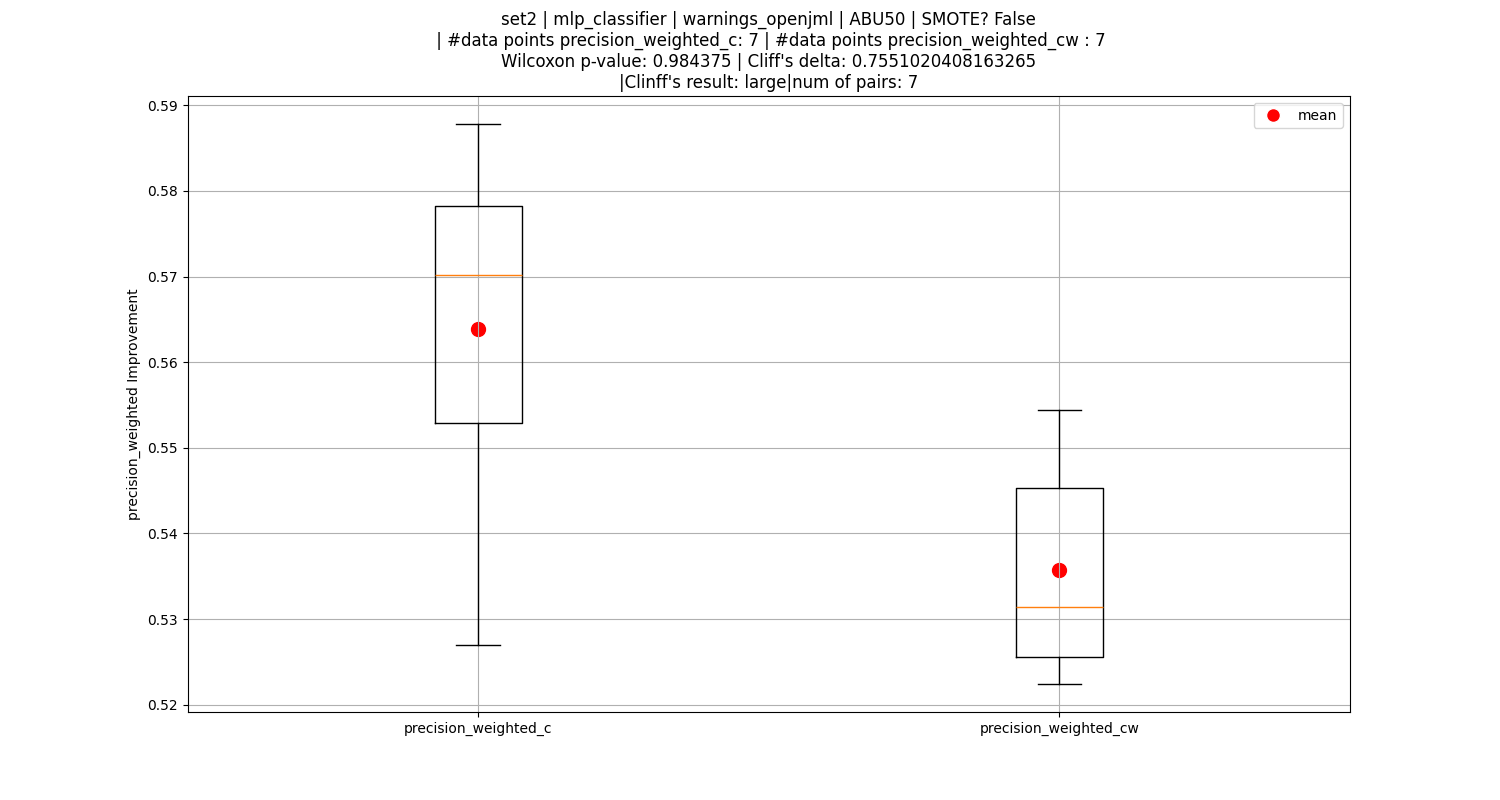 set2 | mlp_classifier | warnings_openjml | ABU50 | SMOTE? False
| #data points precision_weighted_c: 7 | #data points precision_weighted_cw : 7
Wilcoxon p-value: 0.984375 | Cliff's delta: 0.7551020408163265
|Clinff's result: large|num of pairs: 7
mean
0.59
0.58
0.57
0.56
0.55
0.54
0.53
0.52
precision_weighted Improvement
precision_weighted_c
precision_weighted_cw